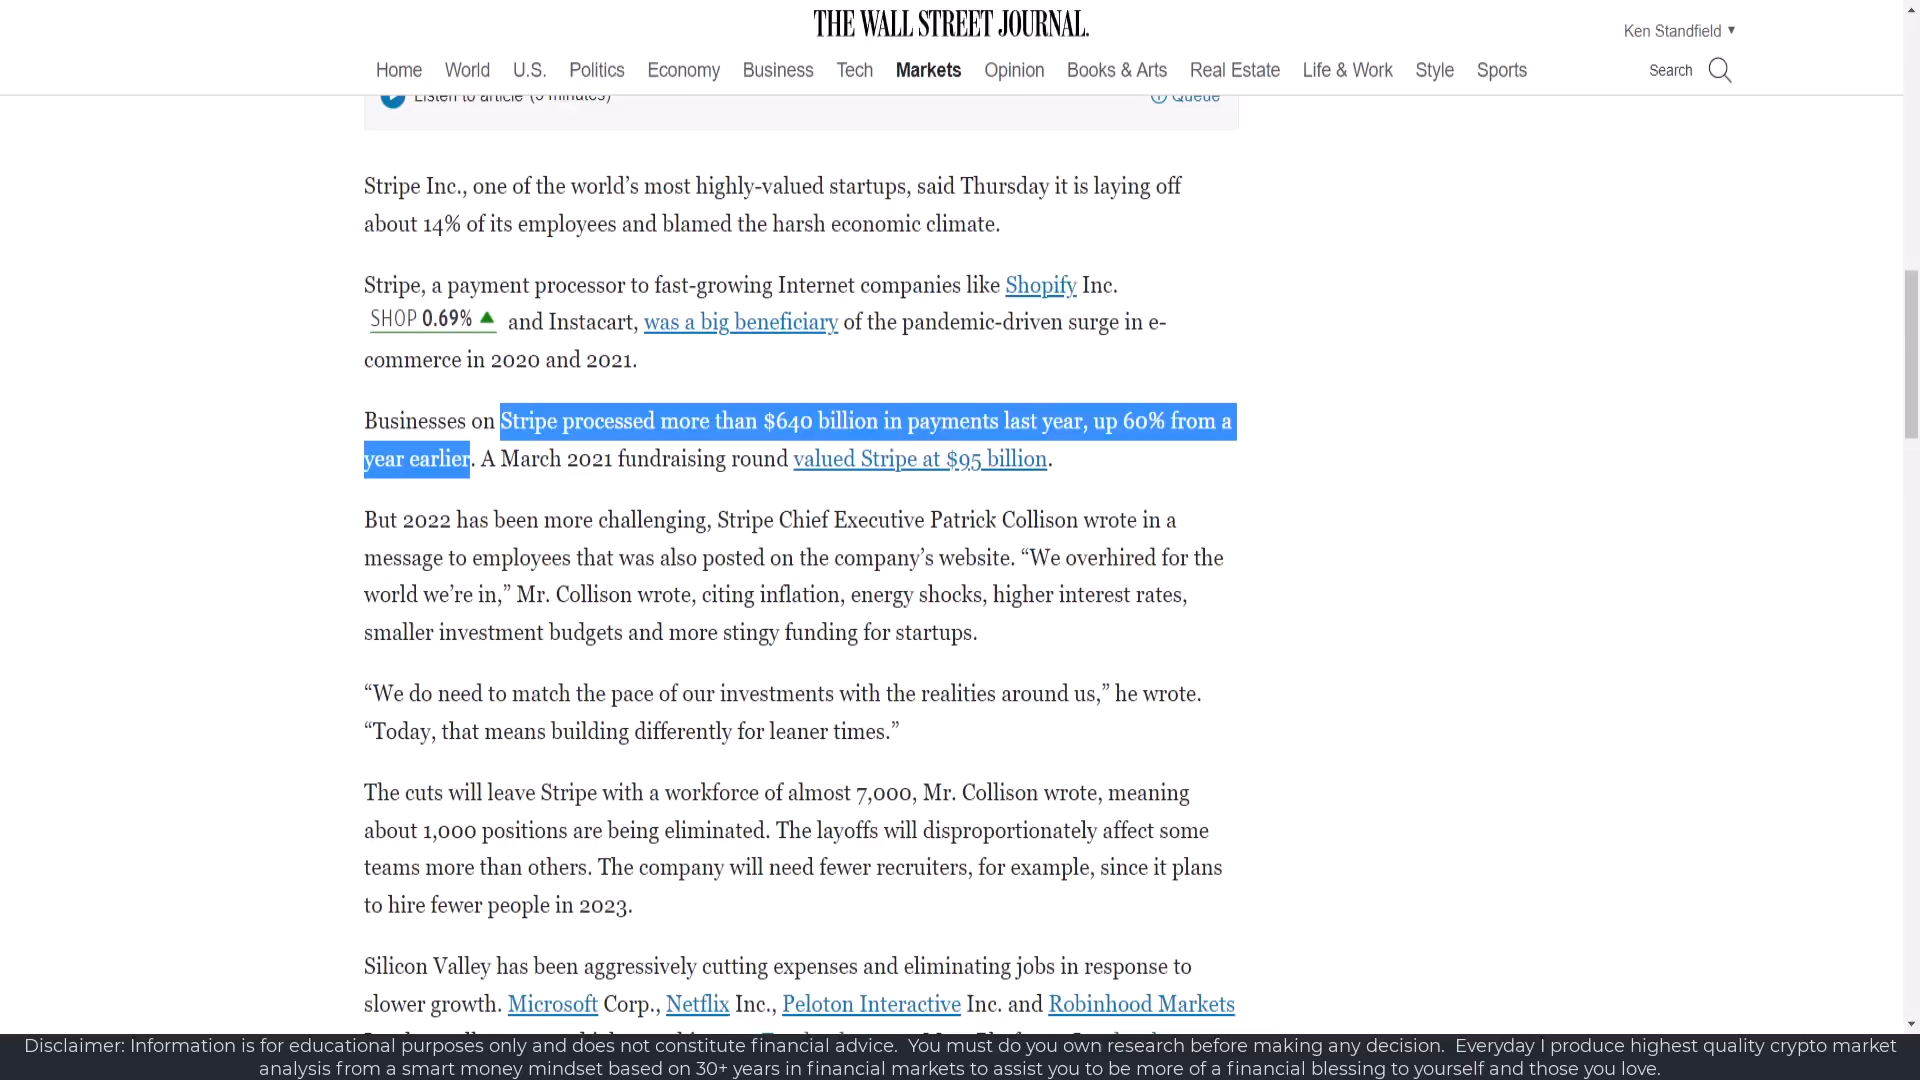 THE WALL STREET JOURNAL.
Ken Standfield ▼
Home World U.S. Politics Economy Business Tech Markets Opinion Books & Arts Real Estate Life & Work Style Sports Search
Listen to article (5 minutes) Queue
Stripe Inc., one of the world’s most highly-valued startups, said Thursday it is laying off
about 14% of its employees and blamed the harsh economic climate.
Stripe, a payment processor to fast-growing Internet companies like Shopify Inc.
SHOP 0.69% ▲ and Instacart, was a big beneficiary of the pandemic-driven surge in e-
commerce in 2020 and 2021.
Businesses on Stripe processed more than $640 billion in payments last year, up 60% from a
year earlier. A March 2021 fundraising round valued Stripe at $95 billion.
But 2022 has been more challenging, Stripe Chief Executive Patrick Collison wrote in a
message to employees that was also posted on the company’s website. “We overhired for the
world we’re in,” Mr. Collison wrote, citing inflation, energy shocks, higher interest rates,
smaller investment budgets and more stingy funding for startups.
“We do need to match the pace of our investments with the realities around us,” he wrote.
“Today, that means building differently for leaner times.”
The cuts will leave Stripe with a workforce of almost 7,000, Mr. Collison wrote, meaning
about 1,000 positions are being eliminated. The layoffs will disproportionately affect some
teams more than others. The company will need fewer recruiters, for example, since it plans
to hire fewer people in 2023.
Silicon Valley has been aggressively cutting expenses and eliminating jobs in response to
slower growth. Microsoft Corp., Netflix Inc., Peloton Interactive Inc. and Robinhood Markets
Disclaimer: Information is for educational purposes only and does not constitute financial advice. You must do you own research before making any decision. Everyday I produce highest quality crypto market
analysis from a smart money mindset based on 30+ years in financial markets to assist you to be more of a financial blessing to yourself and those you love.